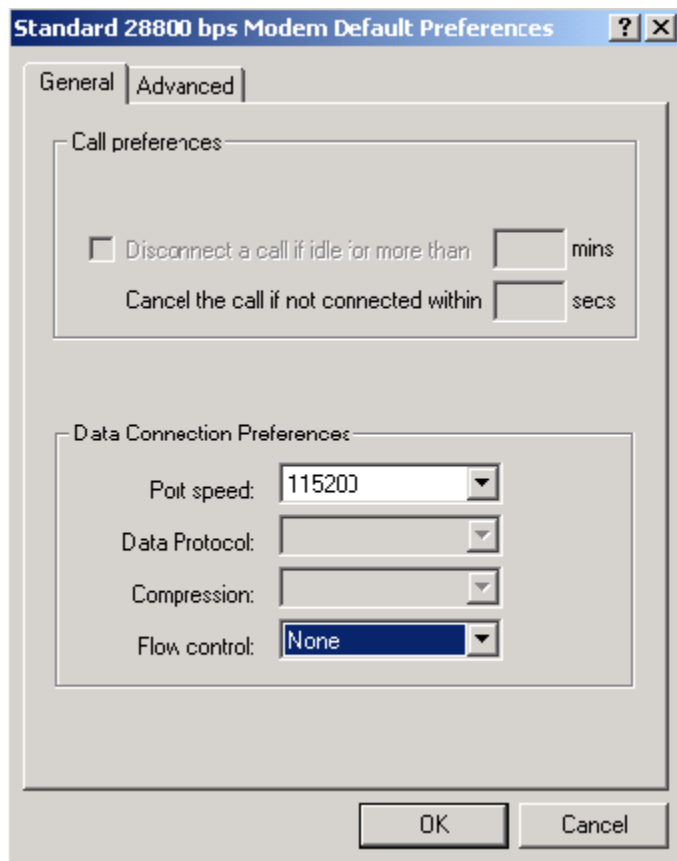 Standard 28800 bps Modem Default Preferences
General Advanced
Call preferences
Disconnect a call if idle for more than mins
Cancel the call if not connected within secs
Data Connection Preferences
Port speed: 115200
Data Protocol:
Compression:
Flow control: None
OK Cancel